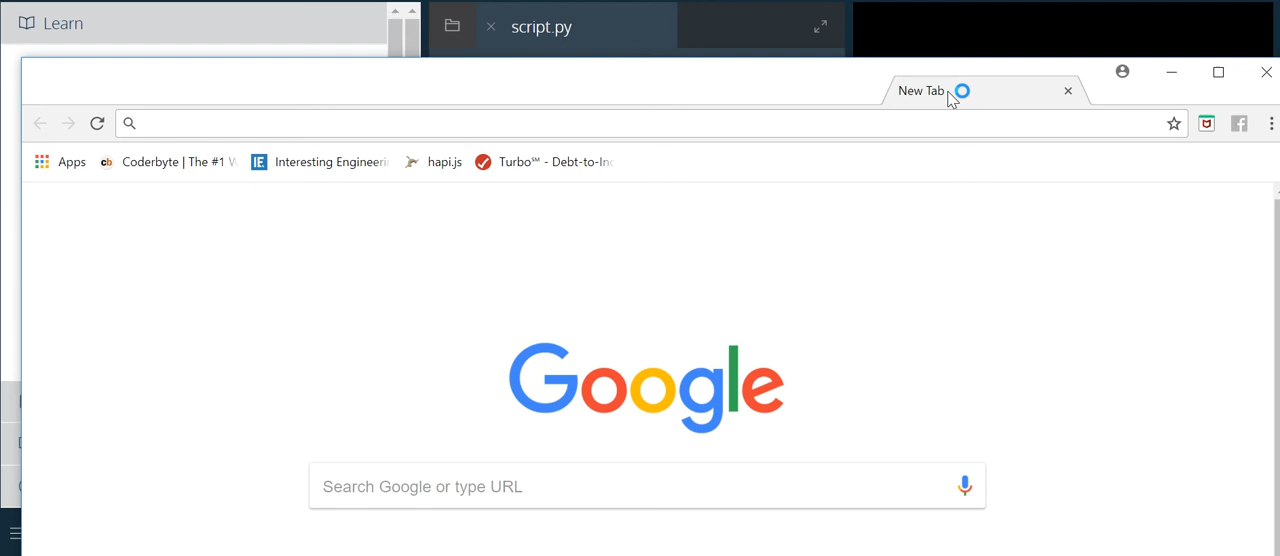 Learn
script.py
New Tab
Apps
Coderbyte | The #1
Interesting Engineeri
hapi.js
Turbo℠ - Debt-to-Inc
Google
Search Google or type URL